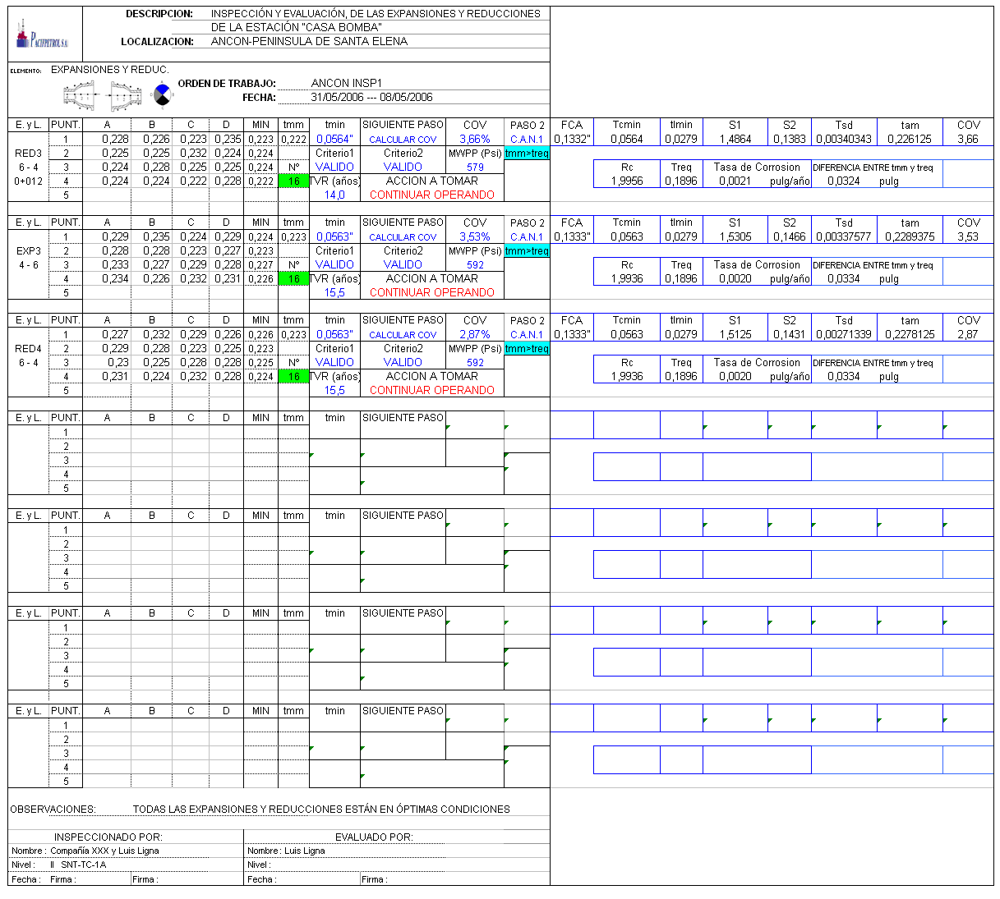 PACIFPETROL S.A.
DESCRIPCION: INSPECCIÓN Y EVALUACIÓN, DE LAS EXPANSIONES Y REDUCCIONES
DE LA ESTACIÓN "CASA BOMBA"
LOCALIZACION: ANCON-PENINSULA DE SANTA ELENA
ELEMENTO: EXPANSIONES Y REDUC.
ORDEN DE TRABAJO: ANCON INSP1
FECHA: 31/05/2006 --- 08/05/2006
E. y L. PUNT. A B C D MIN tmm tmin SIGUIENTE PASO COV PASO 2 FCA Tcmin tlmin S1 S2 Tsd tam COV
1 0,228 0,226 0,223 0,235 0,223 0,222 0,0564" CALCULAR COV 3,66% C.A.N.1 0,1332" 0,0564 0,0279 1,4864 0,1383 0,00340343 0,226125 3,66
RED3 2 0,225 0,225 0,232 0,224 0,224 Criterio1 Criterio2 MWPP (Psi) tmm>treq
6 - 4 3 0,224 0,228 0,225 0,225 0,224 Nº VALIDO VALIDO 579 Rc Treq Tasa de Corrosion DIFERENCIA ENTRE tmm y treq
0+012 4 0,224 0,224 0,222 0,228 0,222 16 TVR (años) ACCION A TOMAR 1,9956 0,1896 0,0021 pulg/año 0,0324 pulg
5 14,0 CONTINUAR OPERANDO
E. y L. PUNT. A B C D MIN tmm tmin SIGUIENTE PASO COV PASO 2 FCA Tcmin tlmin S1 S2 Tsd tam COV
1 0,229 0,235 0,224 0,229 0,224 0,223 0,0563" CALCULAR COV 3,53% C.A.N.1 0,1333" 0,0563 0,0279 1,5305 0,1466 0,00337577 0,2289375 3,53
EXP3 2 0,228 0,228 0,223 0,227 0,223 Criterio1 Criterio2 MWPP (Psi) tmm>treq
4 - 6 3 0,233 0,227 0,229 0,228 0,227 Nº VALIDO VALIDO 592 Rc Treq Tasa de Corrosion DIFERENCIA ENTRE tmm y treq
4 0,234 0,226 0,232 0,231 0,226 16 TVR (años) ACCION A TOMAR 1,9936 0,1896 0,0020 pulg/año 0,0334 pulg
5 15,5 CONTINUAR OPERANDO
E. y L. PUNT. A B C D MIN tmm tmin SIGUIENTE PASO COV PASO 2 FCA Tcmin tlmin S1 S2 Tsd tam COV
1 0,227 0,232 0,229 0,226 0,226 0,223 0,0563" CALCULAR COV 2,87% C.A.N.1 0,1333" 0,0563 0,0279 1,5125 0,1431 0,00271339 0,2278125 2,87
RED4 2 0,229 0,228 0,223 0,225 0,223 Criterio1 Criterio2 MWPP (Psi) tmm>treq
6 - 4 3 0,23 0,225 0,228 0,228 0,225 Nº VALIDO VALIDO 592 Rc Treq Tasa de Corrosion DIFERENCIA ENTRE tmm y treq
4 0,231 0,224 0,232 0,228 0,224 16 TVR (años) ACCION A TOMAR 1,9936 0,1896 0,0020 pulg/año 0,0334 pulg
5 15,5 CONTINUAR OPERANDO
E. y L. PUNT. A B C D MIN tmm tmin SIGUIENTE PASO
1
2
3
4
5
E. y L. PUNT. A B C D MIN tmm tmin SIGUIENTE PASO
1
2
3
4
5
E. y L. PUNT. A B C D MIN tmm tmin SIGUIENTE PASO
1
2
3
4
5
E. y L. PUNT. A B C D MIN tmm tmin SIGUIENTE PASO
1
2
3
4
5
OBSERVACIONES: TODAS LAS EXPANSIONES Y REDUCCIONES ESTÁN EN ÓPTIMAS CONDICIONES
INSPECCIONADO POR: EVALUADO POR:
Nombre : Compañía XXX y Luis Ligna Nombre : Luis Ligna
Nivel : II SNT-TC-1A Nivel :
Fecha : Firma : Firma : Fecha : Firma :